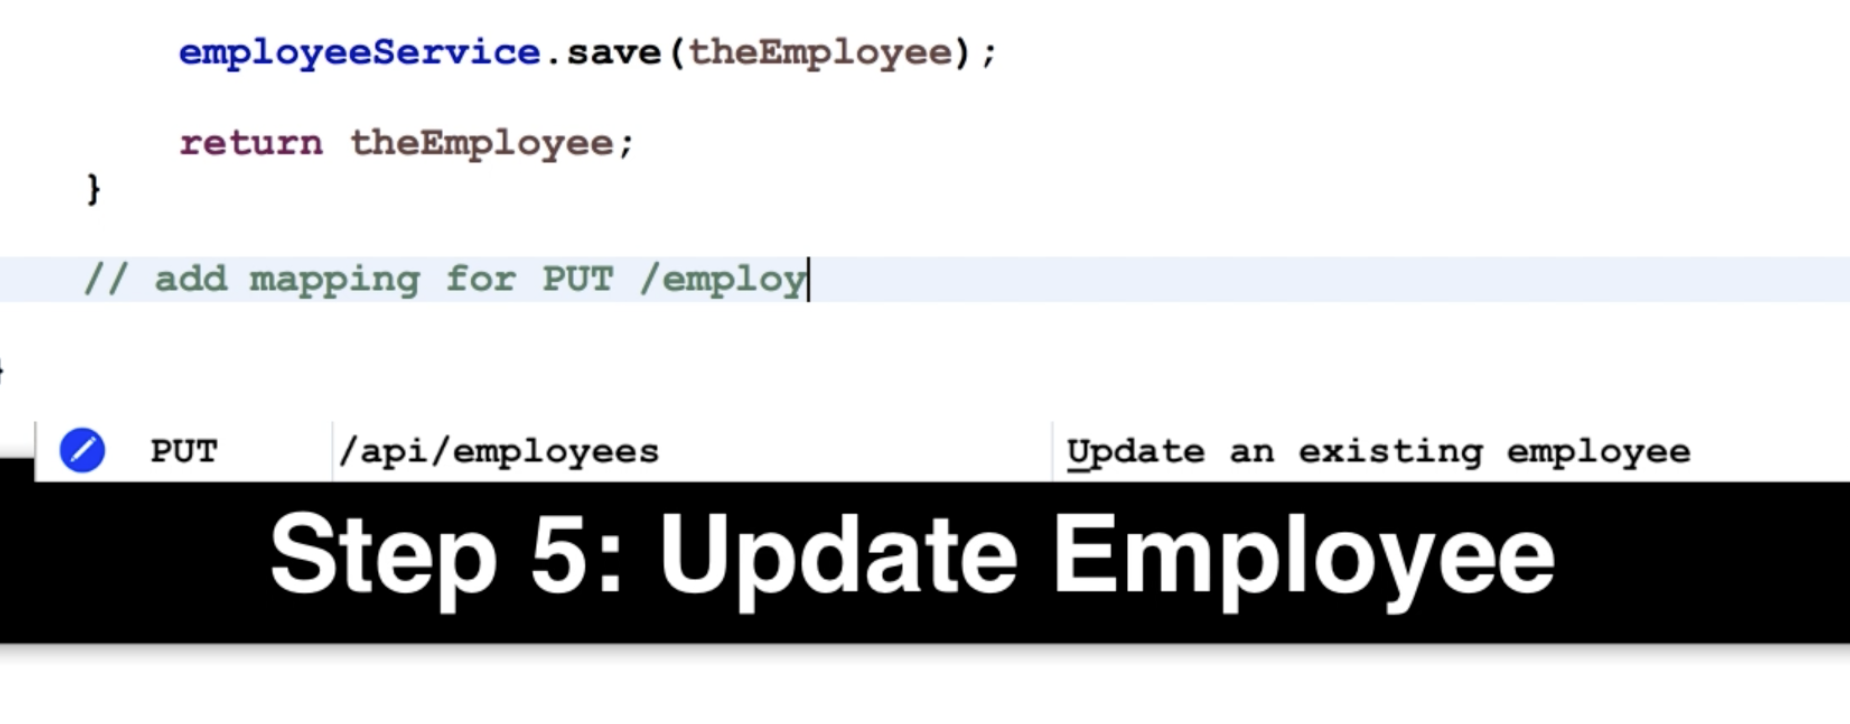 employeeService.save(theEmployee);
return theEmployee;
}
// add mapping for PUT /employ
}
PUT /api/employees Update an existing employee
Step 5: Update Employee